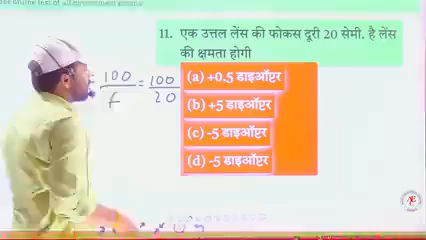 11. एक उत्तल लेंस की फोकस दूरी 20 सेमी. है लेंस
की क्षमता होगी
100/f = 100/20
(a) +0.5 डाइऑप्टर
(b) +5 डाइऑप्टर
(c) -5 डाइऑप्टर
(d) -5 डाइऑप्टर